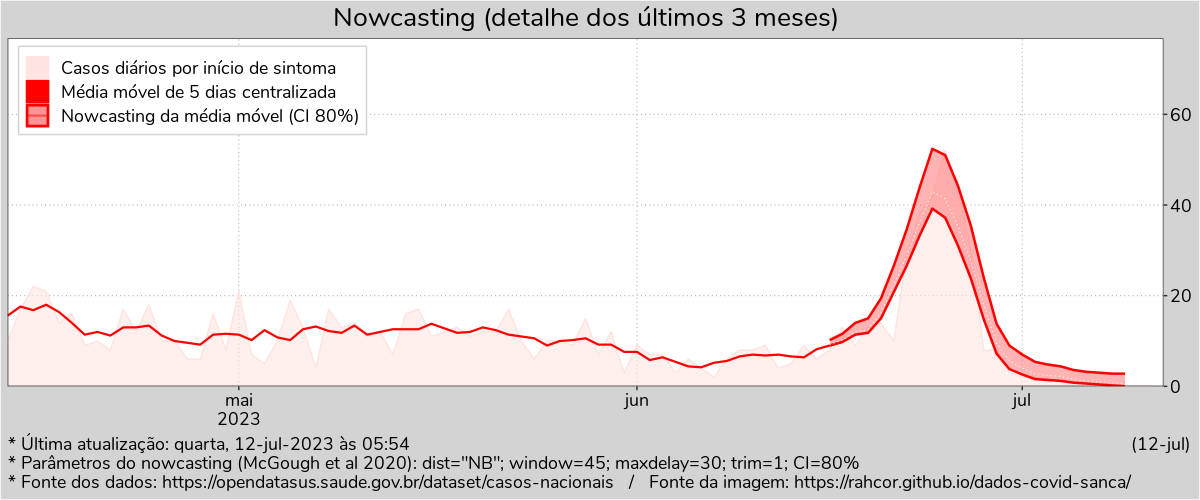 Nowcasting (detalhe dos últimos 3 meses)
Casos diários por início de sintoma
Média móvel de 5 dias centralizada
Nowcasting da média móvel (CI 80%)
60
40
20
0
mai
2023
jun
jul
* Última atualização: quarta, 12-jul-2023 às 05:54
(12-jul)
* Parâmetros do nowcasting (McGough et al 2020): dist="NB"; window=45; maxdelay=30; trim=1; CI=80%
* Fonte dos dados: https://opendatasus.saude.gov.br/dataset/casos-nacionais / Fonte da imagem: https://rahcor.github.io/dados-covid-sanca/